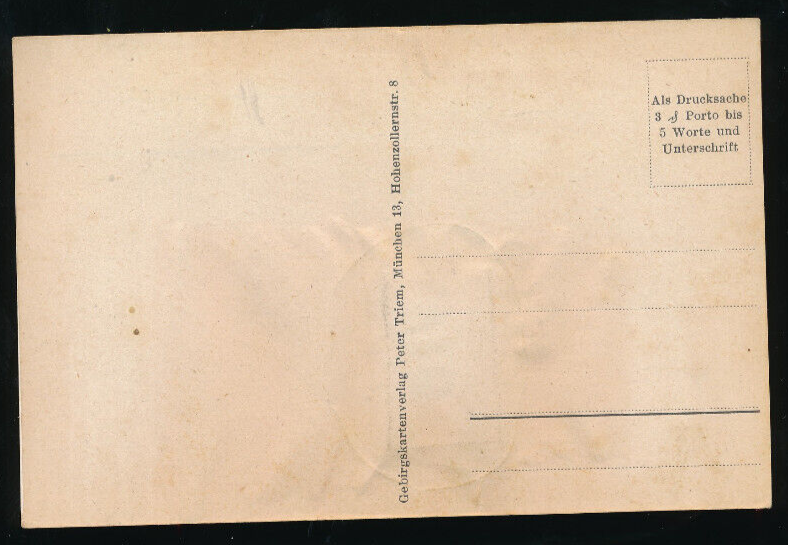 Gebirgskartenverlag Peter Triem, München 13, Hohenzollernstr. 8
Als Drucksache
3 ₰ Porto bis
5 Worte und
Unterschrift